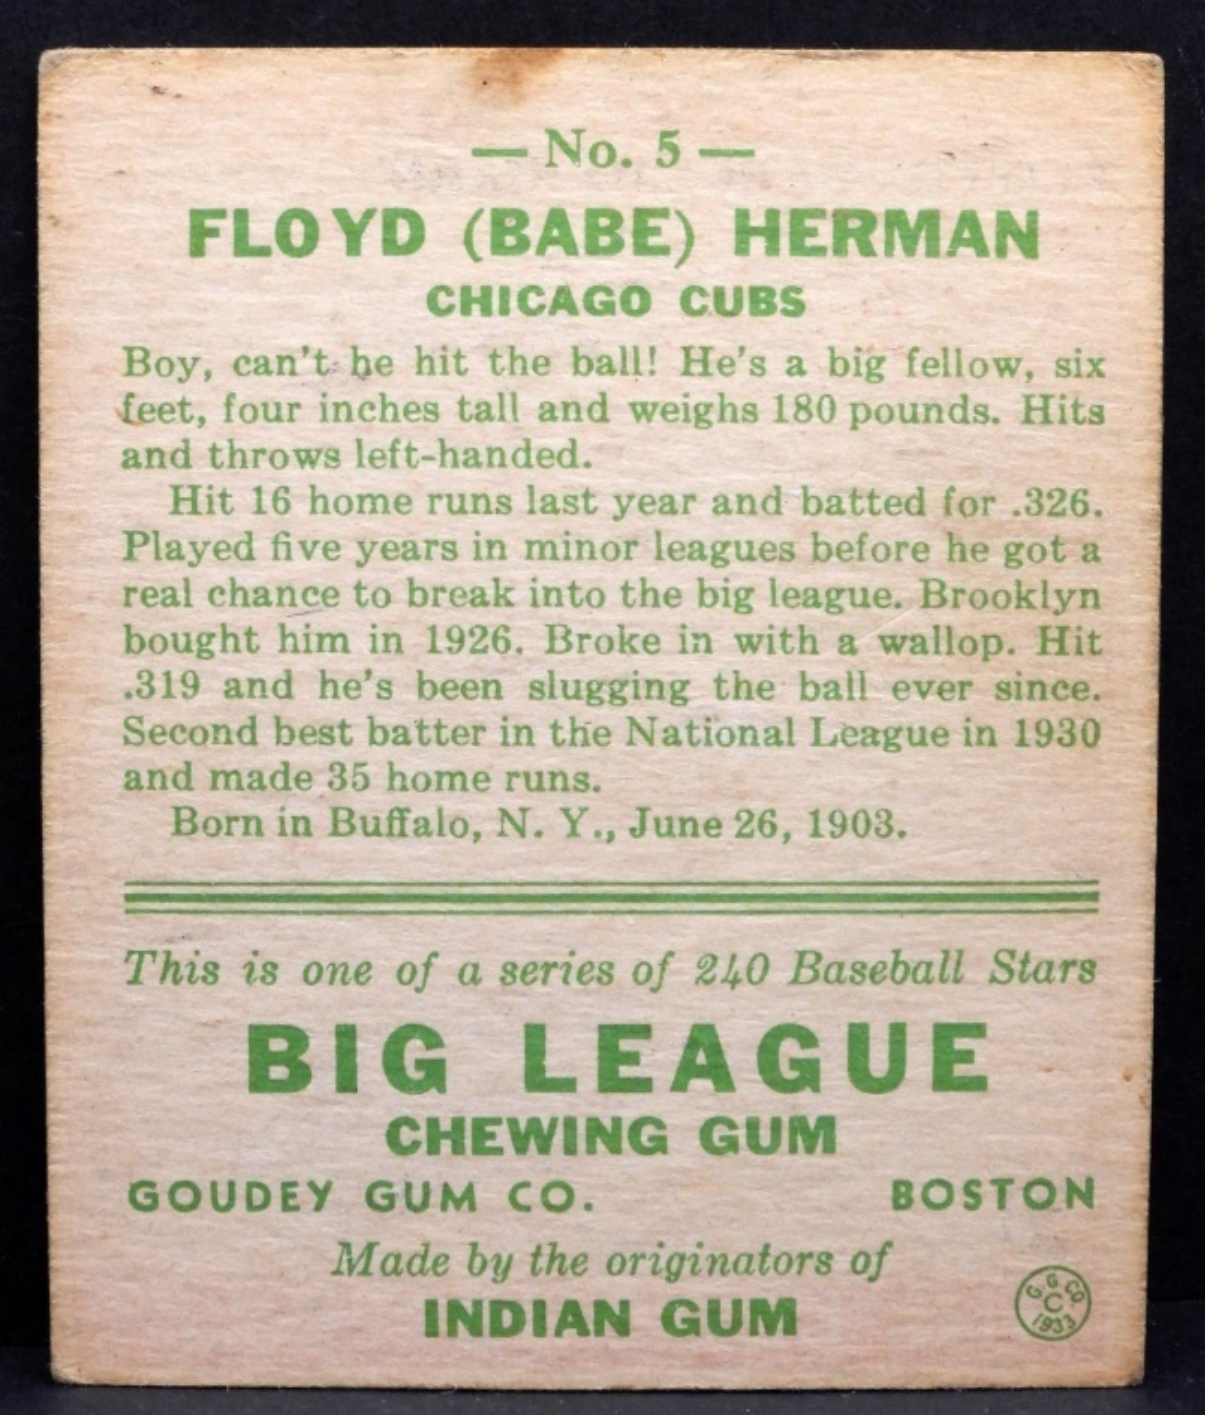 — No. 5 —
FLOYD (BABE) HERMAN
CHICAGO CUBS
Boy, can't he hit the ball! He's a big fellow, six
feet, four inches tall and weighs 180 pounds. Hits
and throws left-handed.
Hit 16 home runs last year and batted for .326.
Played five years in minor leagues before he got a
real chance to break into the big league. Brooklyn
bought him in 1926. Broke in with a wallop. Hit
.319 and he's been slugging the ball ever since.
Second best batter in the National League in 1930
and made 35 home runs.
Born in Buffalo, N. Y., June 26, 1903.
This is one of a series of 240 Baseball Stars
BIG LEAGUE
CHEWING GUM
GOUDEY GUM CO. BOSTON
Made by the originators of
INDIAN GUM
G. G. CO.
C
1933